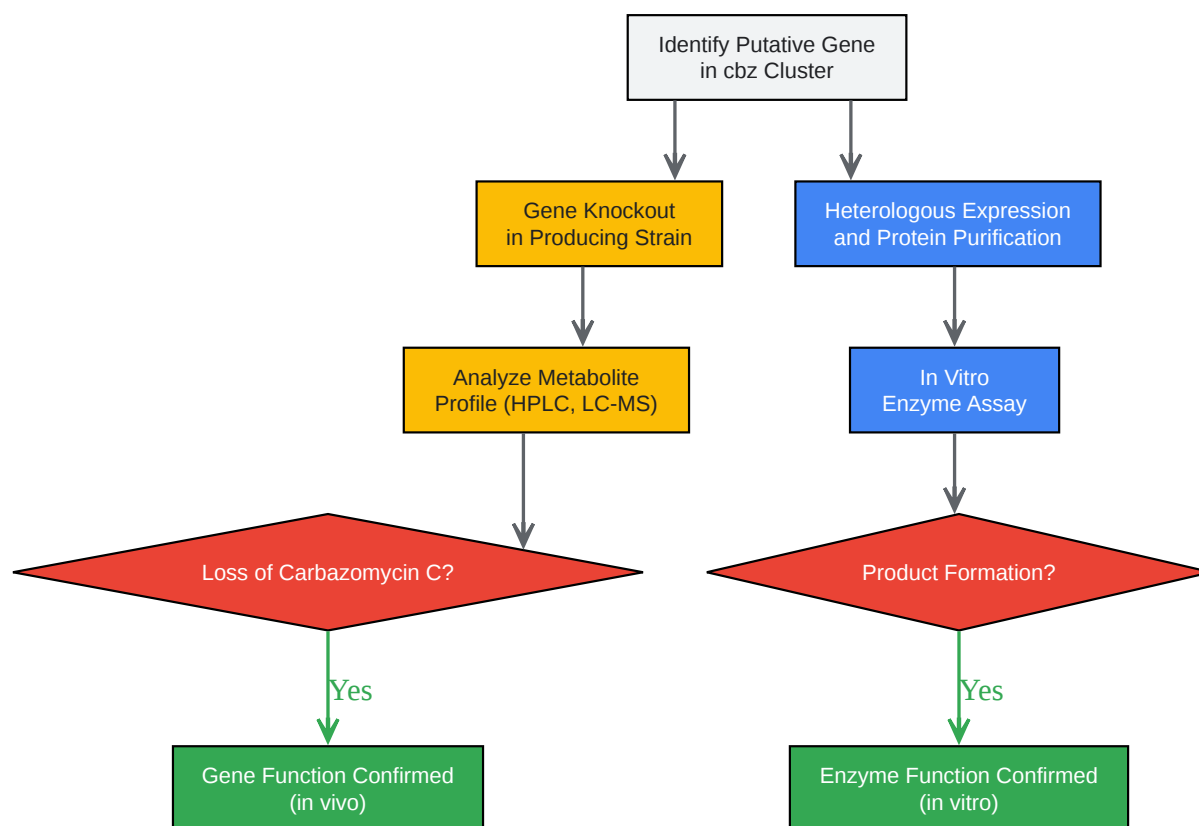 Identify Putative Gene
in cbz Cluster
Gene Knockout
in Producing Strain
Heterologous Expression
and Protein Purification
Analyze Metabolite
Profile (HPLC, LC-MS)
In Vitro
Enzyme Assay
Loss of Carbazomycin C?
Product Formation?
Yes
Yes
Gene Function Confirmed
(in vivo)
Enzyme Function Confirmed
(in vitro)